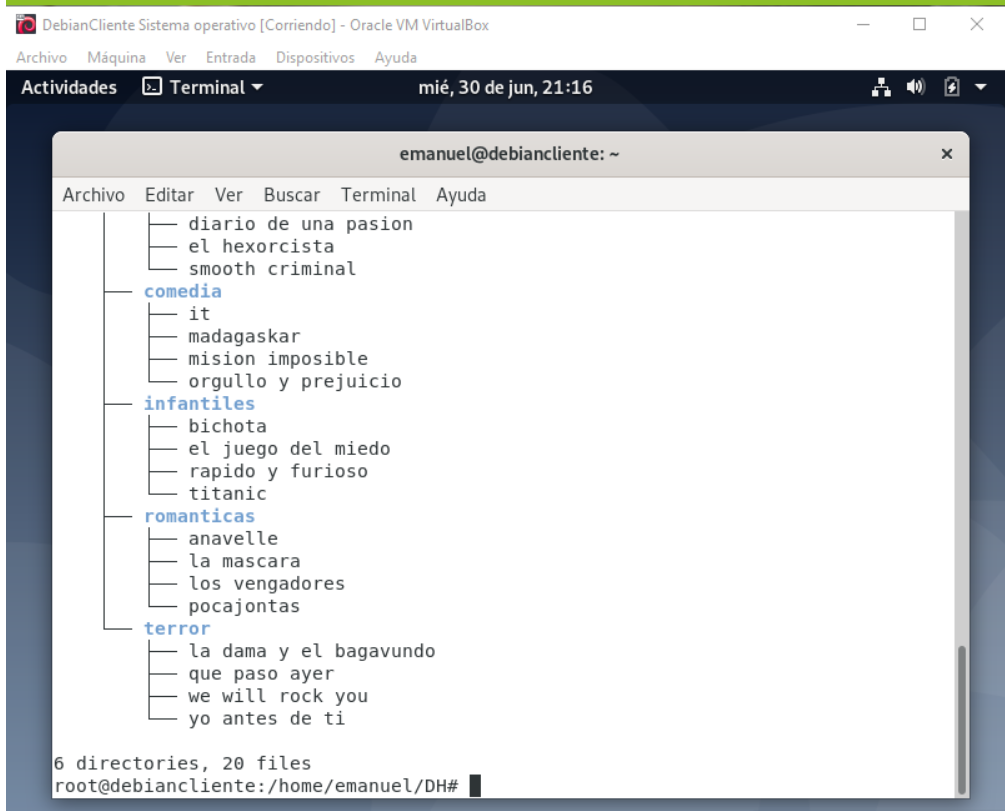 DebianCliente Sistema operativo [Corriendo] - Oracle VM VirtualBox
Archivo Máquina Ver Entrada Dispositivos Ayuda
Actividades Terminal mié, 30 de jun, 21:16
emanuel@debiancliente: ~
Archivo Editar Ver Buscar Terminal Ayuda
│   ├── diario de una pasion
│   ├── el hexorcista
│   └── smooth criminal
├── comedia
│   ├── it
│   ├── madagaskar
│   ├── mision imposible
│   └── orgullo y prejuicio
├── infantiles
│   ├── bichota
│   ├── el juego del miedo
│   ├── rapido y furioso
│   └── titanic
├── romanticas
│   ├── anavelle
│   ├── la mascara
│   ├── los vengadores
│   └── pocajontas
└── terror
    ├── la dama y el bagavundo
    ├── que paso ayer
    ├── we will rock you
    └── yo antes de ti
6 directories, 20 files
root@debiancliente:/home/emanuel/DH#